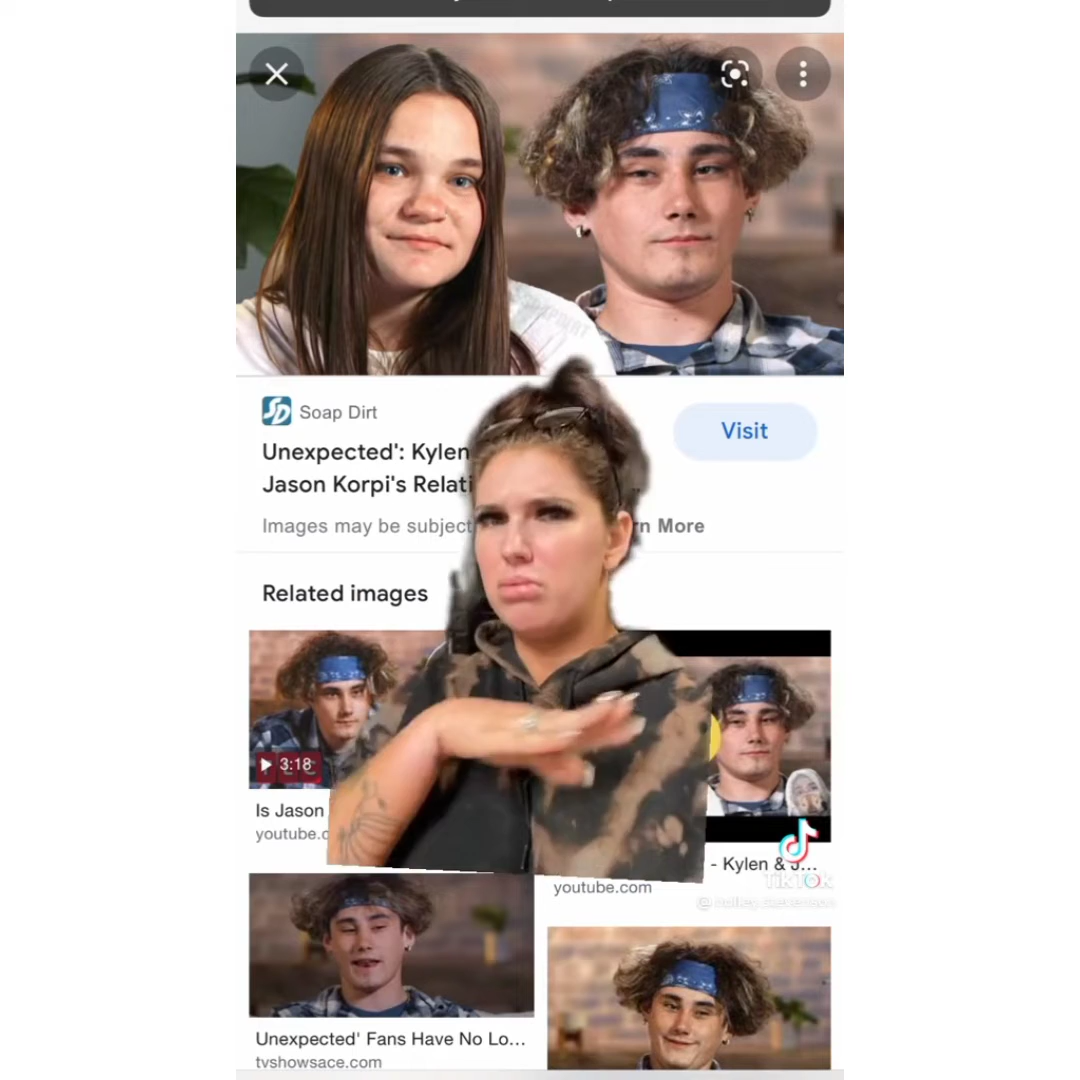 Soap Dirt
Visit
Unexpected': Kylen
Jason Korpi's Relati
Images may be subject
rn More
Related images
3:18
Is Jason
youtube.c
- Kylen & J...
TikTok
youtube.com
Unexpected' Fans Have No Lo...
tvshowsace.com